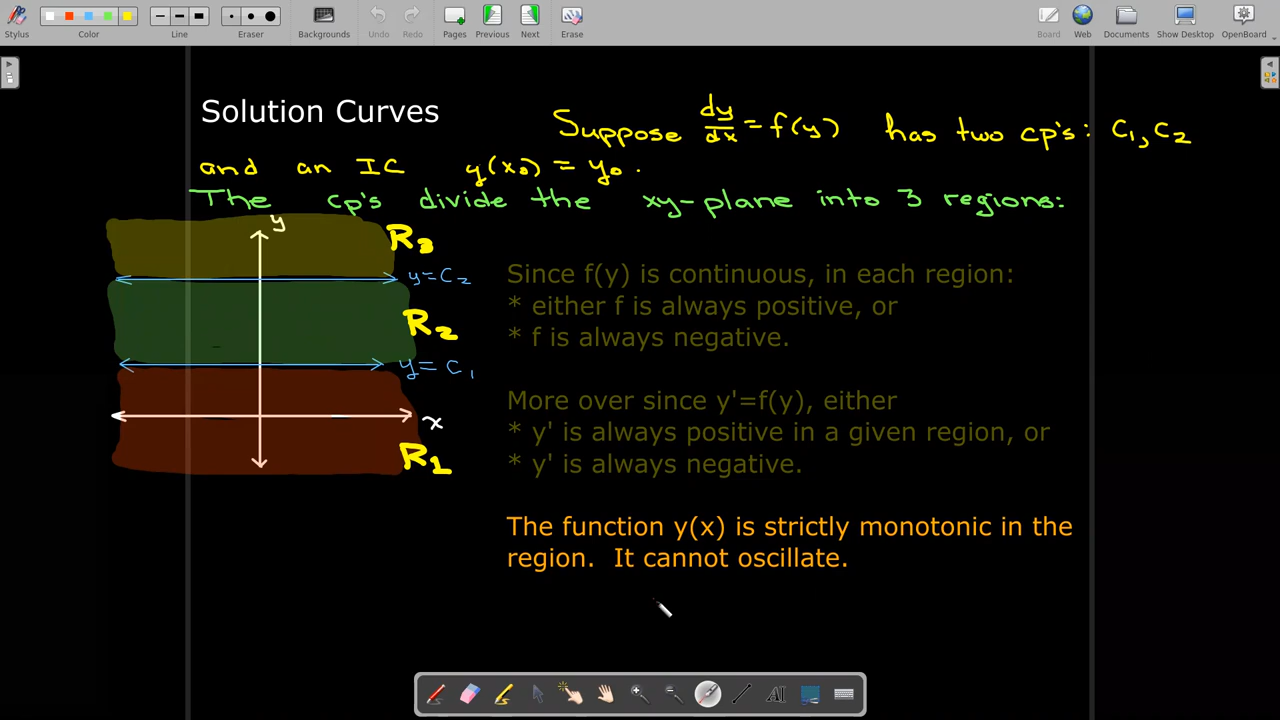 Stylus
Color
Line
Eraser
Backgrounds
Undo
Redo
Pages
Previous
Next
Erase
Board
Web
Documents
Show Desktop
OpenBoard
Solution Curves
Suppose dy/dx = f(y) has two cp's: C1, C2
and an IC y(x0) = y0.
The cp's divide the xy-plane into 3 regions:
y
R3
y=C2
R2
y=C1
x
R1
Since f(y) is continuous, in each region:
* either f is always positive, or
* f is always negative.
More over since y'=f(y), either
* y' is always positive in a given region, or
* y' is always negative.
The function y(x) is strictly monotonic in the
region. It cannot oscillate.
AI